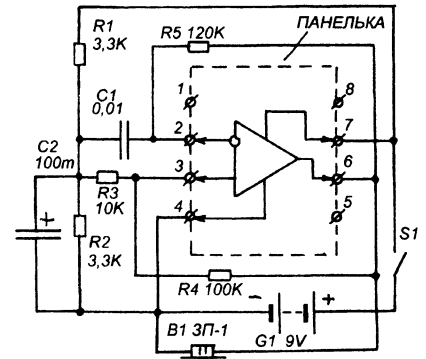 R1
3,3K
R5 120K
ПАНЕЛЬКА
C1
0,01
1
8
2
7
C2
100m
3
6
R3
10K
4
5
S1
R2
3,3K
R4 100K
− +
B1 ЗП-1
G1 9V
+